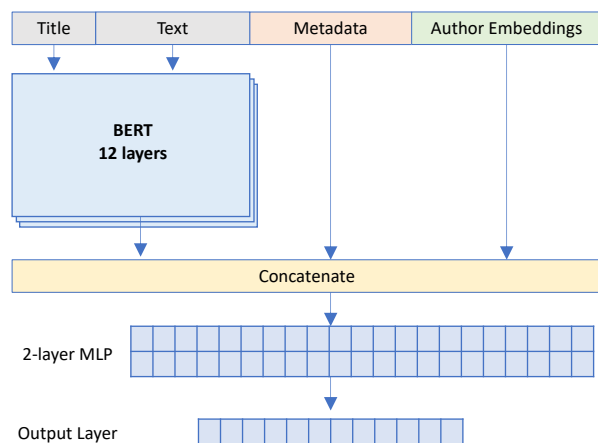 Title Text Metadata Author Embeddings
BERT
12 layers
Concatenate
2-layer MLP
Output Layer